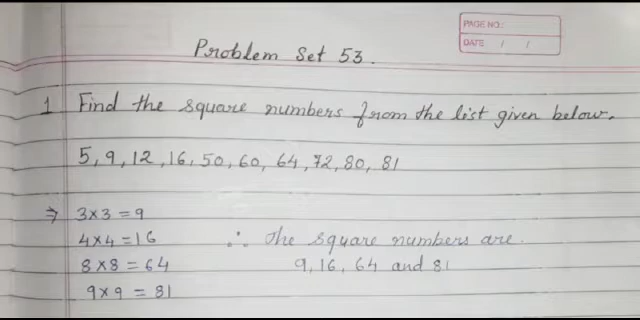 PAGE NO.:
DATE / /
Problem Set 53.
1 Find the square numbers from the list given below.
5, 9, 12, 16, 50, 60, 64, 72, 80, 81
⇒ 3×3=9
4×4=16 ∴ The square numbers are.
8×8=64 9, 16, 64 and 81
9×9=81